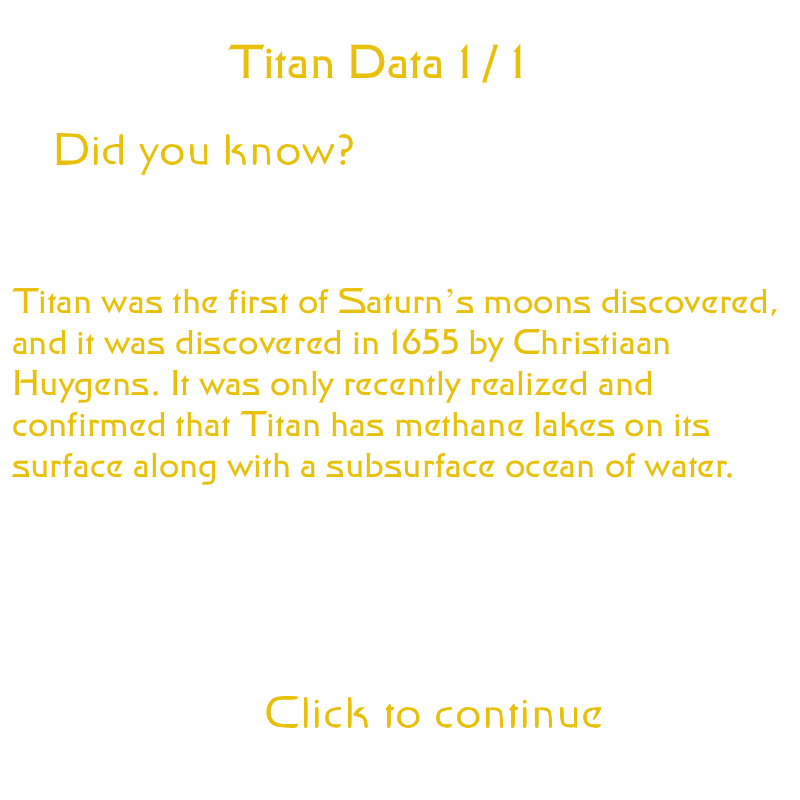 Titan Data 1 / 1
Did you know?
Titan was the first of Saturn's moons discovered,
and it was discovered in 1655 by Christiaan
Huygens. It was only recently realized and
confirmed that Titan has methane lakes on its
surface along with a subsurface ocean of water.
Click to continue